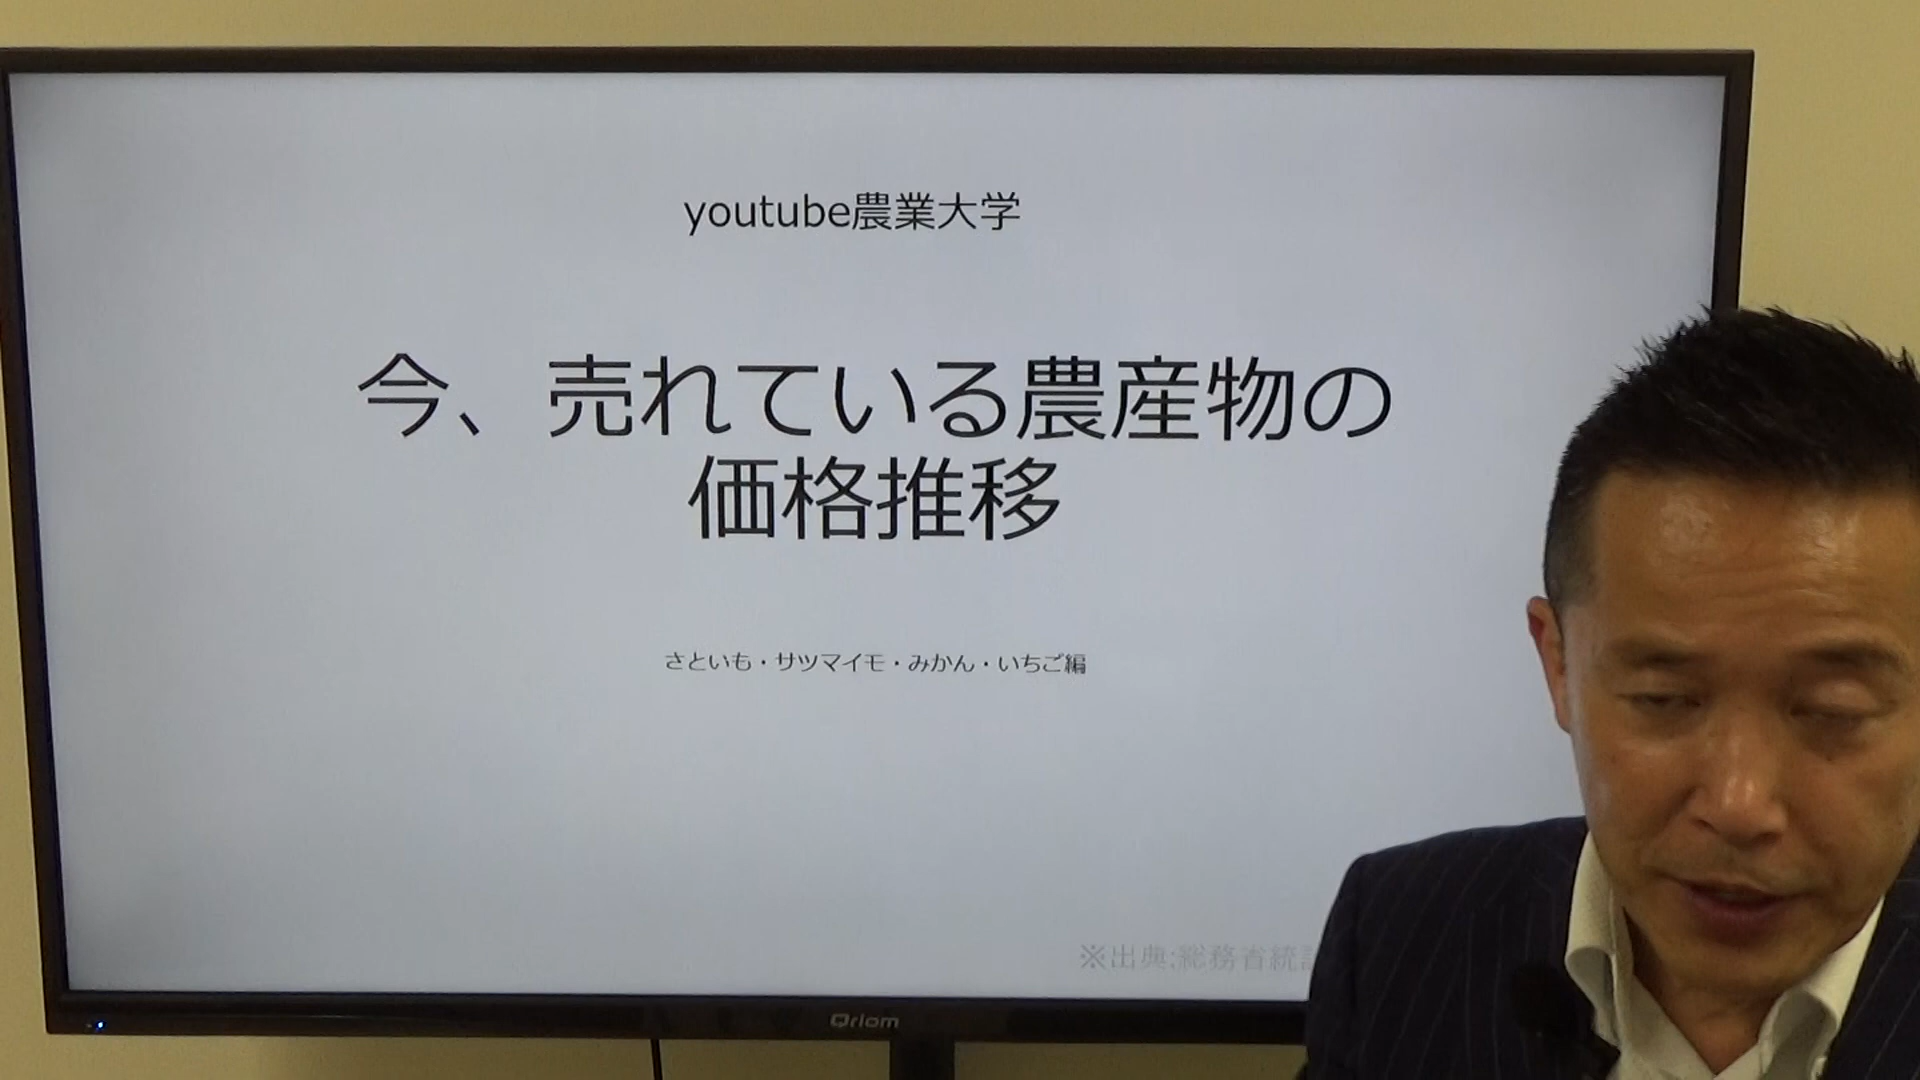 youtube農業大学
今、売れている農産物の
価格推移
さといも・サツマイモ・みかん・いちご編
※出典:総務省統計
Qriom